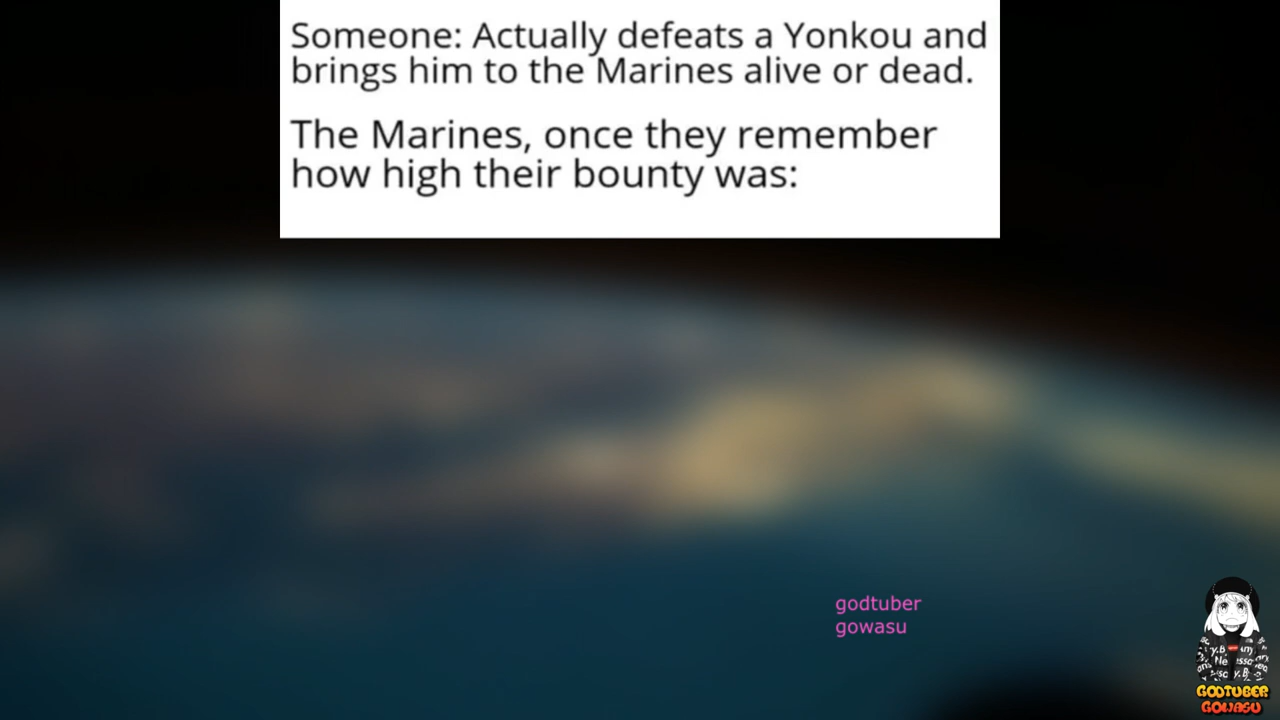 Someone: Actually defeats a Yonkou and
brings him to the Marines alive or dead.
The Marines, once they remember
how high their bounty was:
godtuber
gowasu
GODTUBER
GOWASU